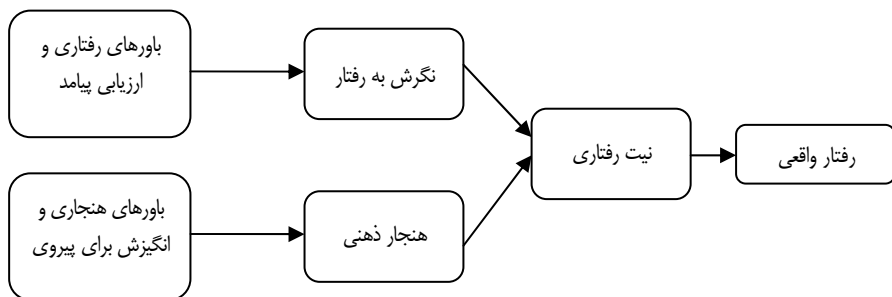 باورهای رفتاری و
ارزیابی پیامد
نگرش به رفتار
نیت رفتاری
رفتار واقعی
باورهای هنجاری و
انگیزش برای پیروی
هنجار ذهنی